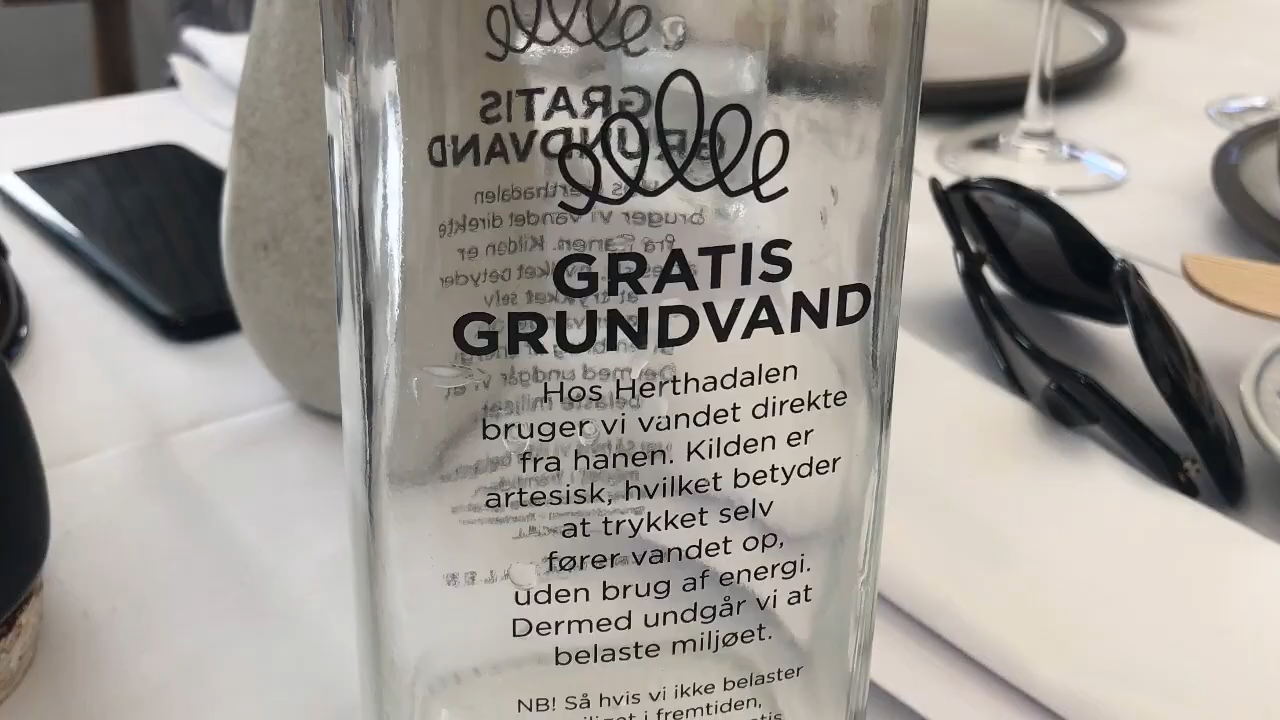 GRATIS
GRUNDVAND
Hos Herthadalen
bruger vi vandet direkte
fra hanen. Kilden er
artesisk, hvilket betyder
at trykket selv
fører vandet op,
uden brug af energi.
Dermed undgår vi at
belaste miljøet.
NB! Så hvis vi ikke belaster
i fremtiden,